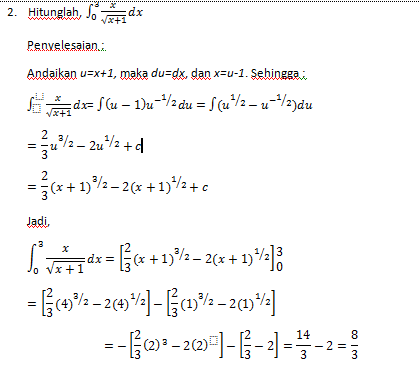 2. Hitunglah, ∫₀³ x/√(x+1) dx
Penyelesaian :
Andaikan u=x+1, maka du=dx, dan x=u-1. Sehingga :
∫ x/√(x+1) dx= ∫(u − 1)u^(−1/2) du = ∫(u^(1/2) − u^(−1/2))du
= 2/3 u^(3/2) − 2u^(1/2) + c
= 2/3 (x + 1)^(3/2) − 2(x + 1)^(1/2) + c
Jadi,
∫₀³ x/√(x + 1) dx = [2/3 (x + 1)^(3/2) − 2(x + 1)^(1/2)]₀³
= [2/3 (4)^(3/2) − 2(4)^(1/2)] − [2/3 (1)^(3/2) − 2(1)^(1/2)]
= − [2/3 (2)³ − 2(2)^□] − [2/3 − 2] = 14/3 − 2 = 8/3